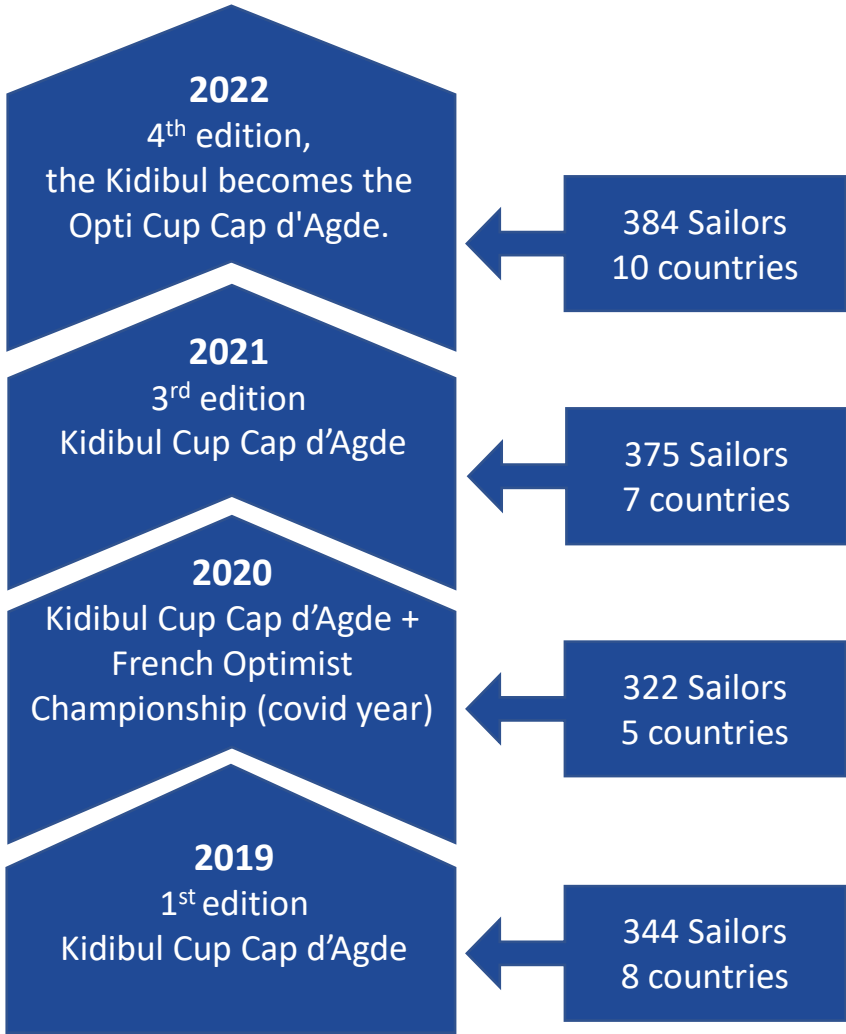 2022
4th edition,
the Kidibul becomes the
Opti Cup Cap d'Agde.
384 Sailors
10 countries
2021
3rd edition
Kidibul Cup Cap d’Agde
375 Sailors
7 countries
2020
Kidibul Cup Cap d’Agde +
French Optimist
Championship (covid year)
322 Sailors
5 countries
2019
1st edition
Kidibul Cup Cap d’Agde
344 Sailors
8 countries